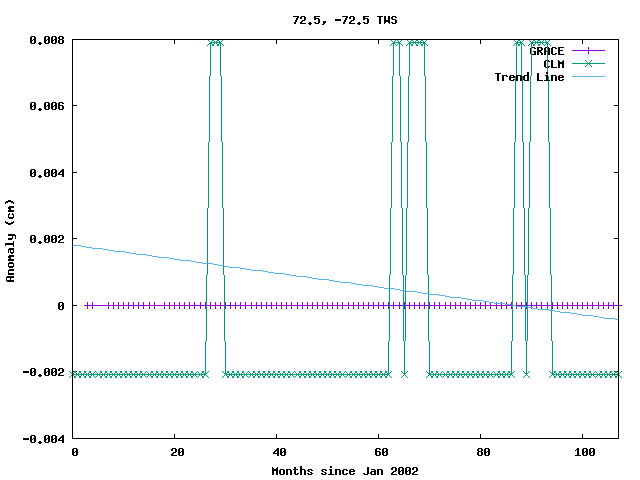 72.5, -72.5 TWS
0.008
0.006
0.004
0.002
0
-0.002
-0.004
Anomaly (cm)
GRACE
CLM
Trend Line
0 20 40 60 80 100
Months since Jan 2002